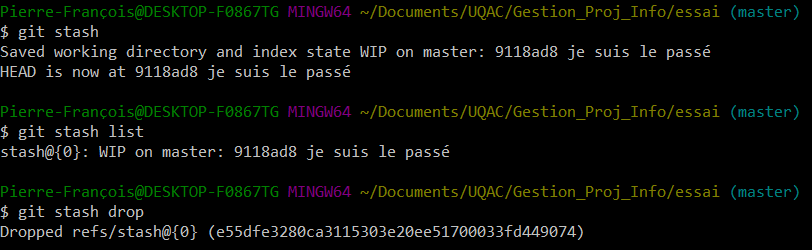 Pierre-François@DESKTOP-F0867TG MINGW64 ~/Documents/UQAC/Gestion_Proj_Info/essai (master)
$ git stash
Saved working directory and index state WIP on master: 9118ad8 je suis le passé
HEAD is now at 9118ad8 je suis le passé
Pierre-François@DESKTOP-F0867TG MINGW64 ~/Documents/UQAC/Gestion_Proj_Info/essai (master)
$ git stash list
stash@{0}: WIP on master: 9118ad8 je suis le passé
Pierre-François@DESKTOP-F0867TG MINGW64 ~/Documents/UQAC/Gestion_Proj_Info/essai (master)
$ git stash drop
Dropped refs/stash@{0} (e55dfe3280ca3115303e20ee51700033fd449074)